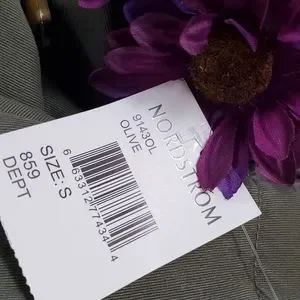 NORDSTROM
9143OL
OLIVE
6 63312 77434 4
SIZE: S
859
DEPT